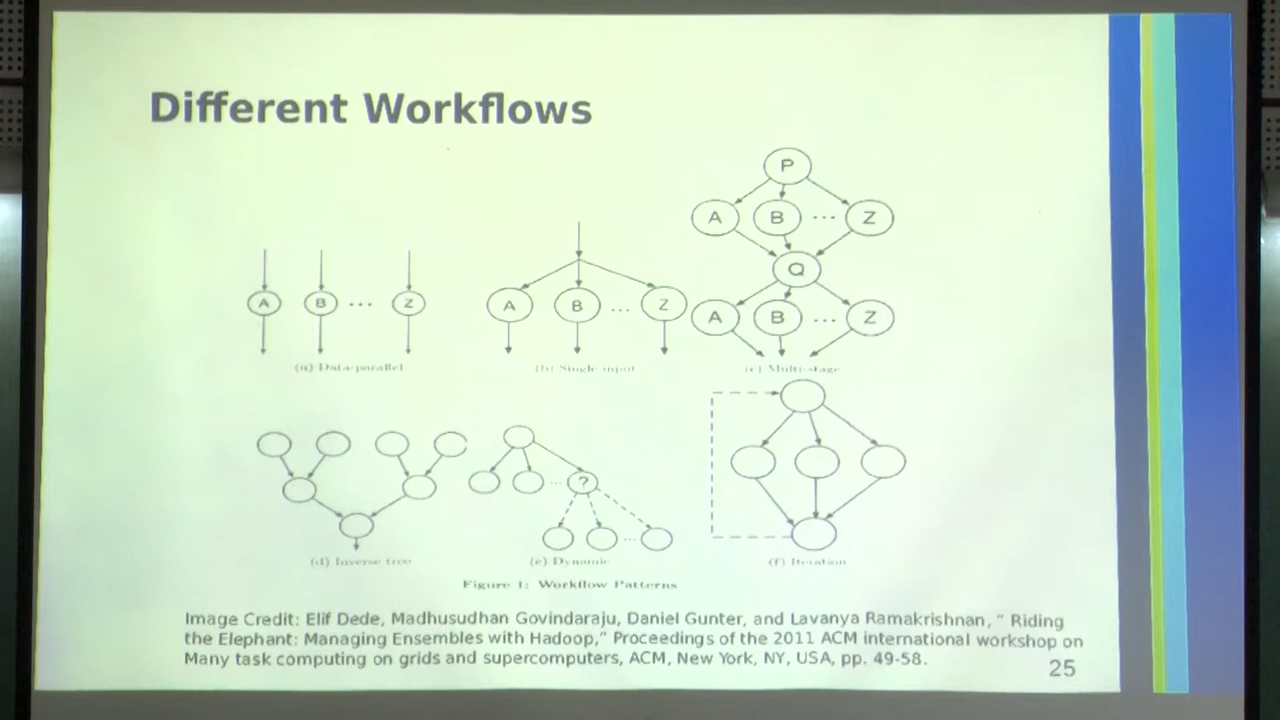 Different Workflows
P
A B ... Z
Q
A B ... Z
A B ... Z
A B ... Z
(a) Data-parallel
(b) Single input
(c) Multi-stage
?
(d) Inverse tree
(e) Dynamic
(f) Iteration
Figure 1: Workflow Patterns
Image Credit: Elif Dede, Madhusudhan Govindaraju, Daniel Gunter, and Lavanya Ramakrishnan, " Riding
the Elephant: Managing Ensembles with Hadoop," Proceedings of the 2011 ACM international workshop on
Many task computing on grids and supercomputers, ACM, New York, NY, USA, pp. 49-58.
25